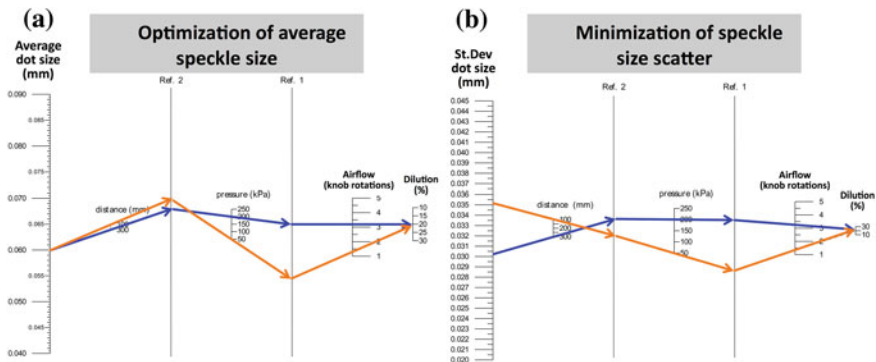 (a)
Optimization of average
speckle size
Average
dot size
(mm)
Ref. 2
Ref. 1
0.090
0.085
0.080
0.075
0.070
0.065
0.060
0.055
0.050
0.045
0.040
distance (mm)
300
pressure (kPa)
250
200
150
100
50
Airflow
(knob rotations)
5
4
3
2
1
Dilution
(%)
10
15
20
25
30
(b)
Minimization of speckle
size scatter
St.Dev
dot size
(mm)
Ref. 2
Ref. 1
0.045
0.044
0.043
0.042
0.041
0.040
0.039
0.038
0.037
0.036
0.035
0.034
0.033
0.032
0.031
0.030
0.029
0.028
0.027
0.026
0.025
0.024
0.023
0.022
0.021
0.020
distance (mm)
100
200
300
pressure (kPa)
250
200
150
100
50
Airflow
(knob rotations)
5
4
3
2
1
Dilution
(%)
30
10